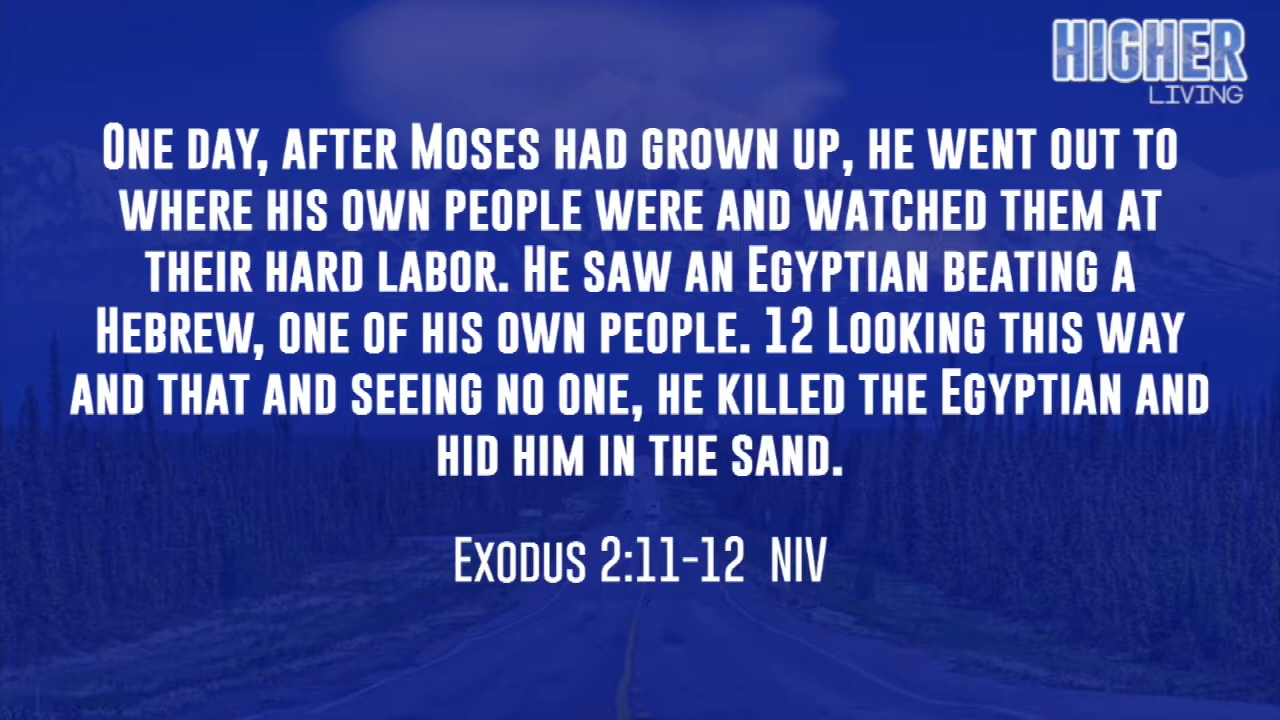 HIGHER
LIVING
One day, after Moses had grown up, he went out to
where his own people were and watched them at
their hard labor. He saw an Egyptian beating a
Hebrew, one of his own people. 12 Looking this way
and that and seeing no one, he killed the Egyptian and
hid him in the sand.
Exodus 2:11-12 NIV